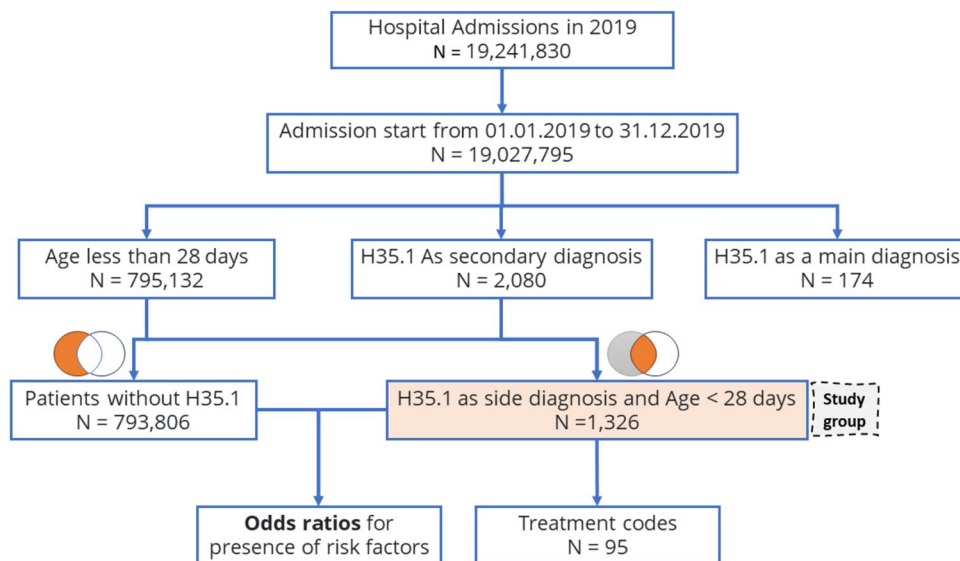 Hospital Admissions in 2019
N = 19,241,830
Admission start from 01.01.2019 to 31.12.2019
N = 19,027,795
Age less than 28 days
N = 795,132
H35.1 As secondary diagnosis
N = 2,080
H35.1 as a main diagnosis
N = 174
Patients without H35.1
N = 793,806
H35.1 as side diagnosis and Age < 28 days
N =1,326
Study
group
Odds ratios for
presence of risk factors
Treatment codes
N = 95